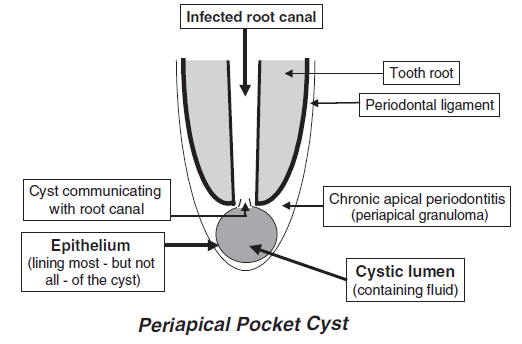 Infected root canal
Tooth root
Periodontal ligament
Cyst communicating
with root canal
Chronic apical periodontitis
(periapical granuloma)
Epithelium
(lining most - but not
all - of the cyst)
Cystic lumen
(containing fluid)
Periapical Pocket Cyst